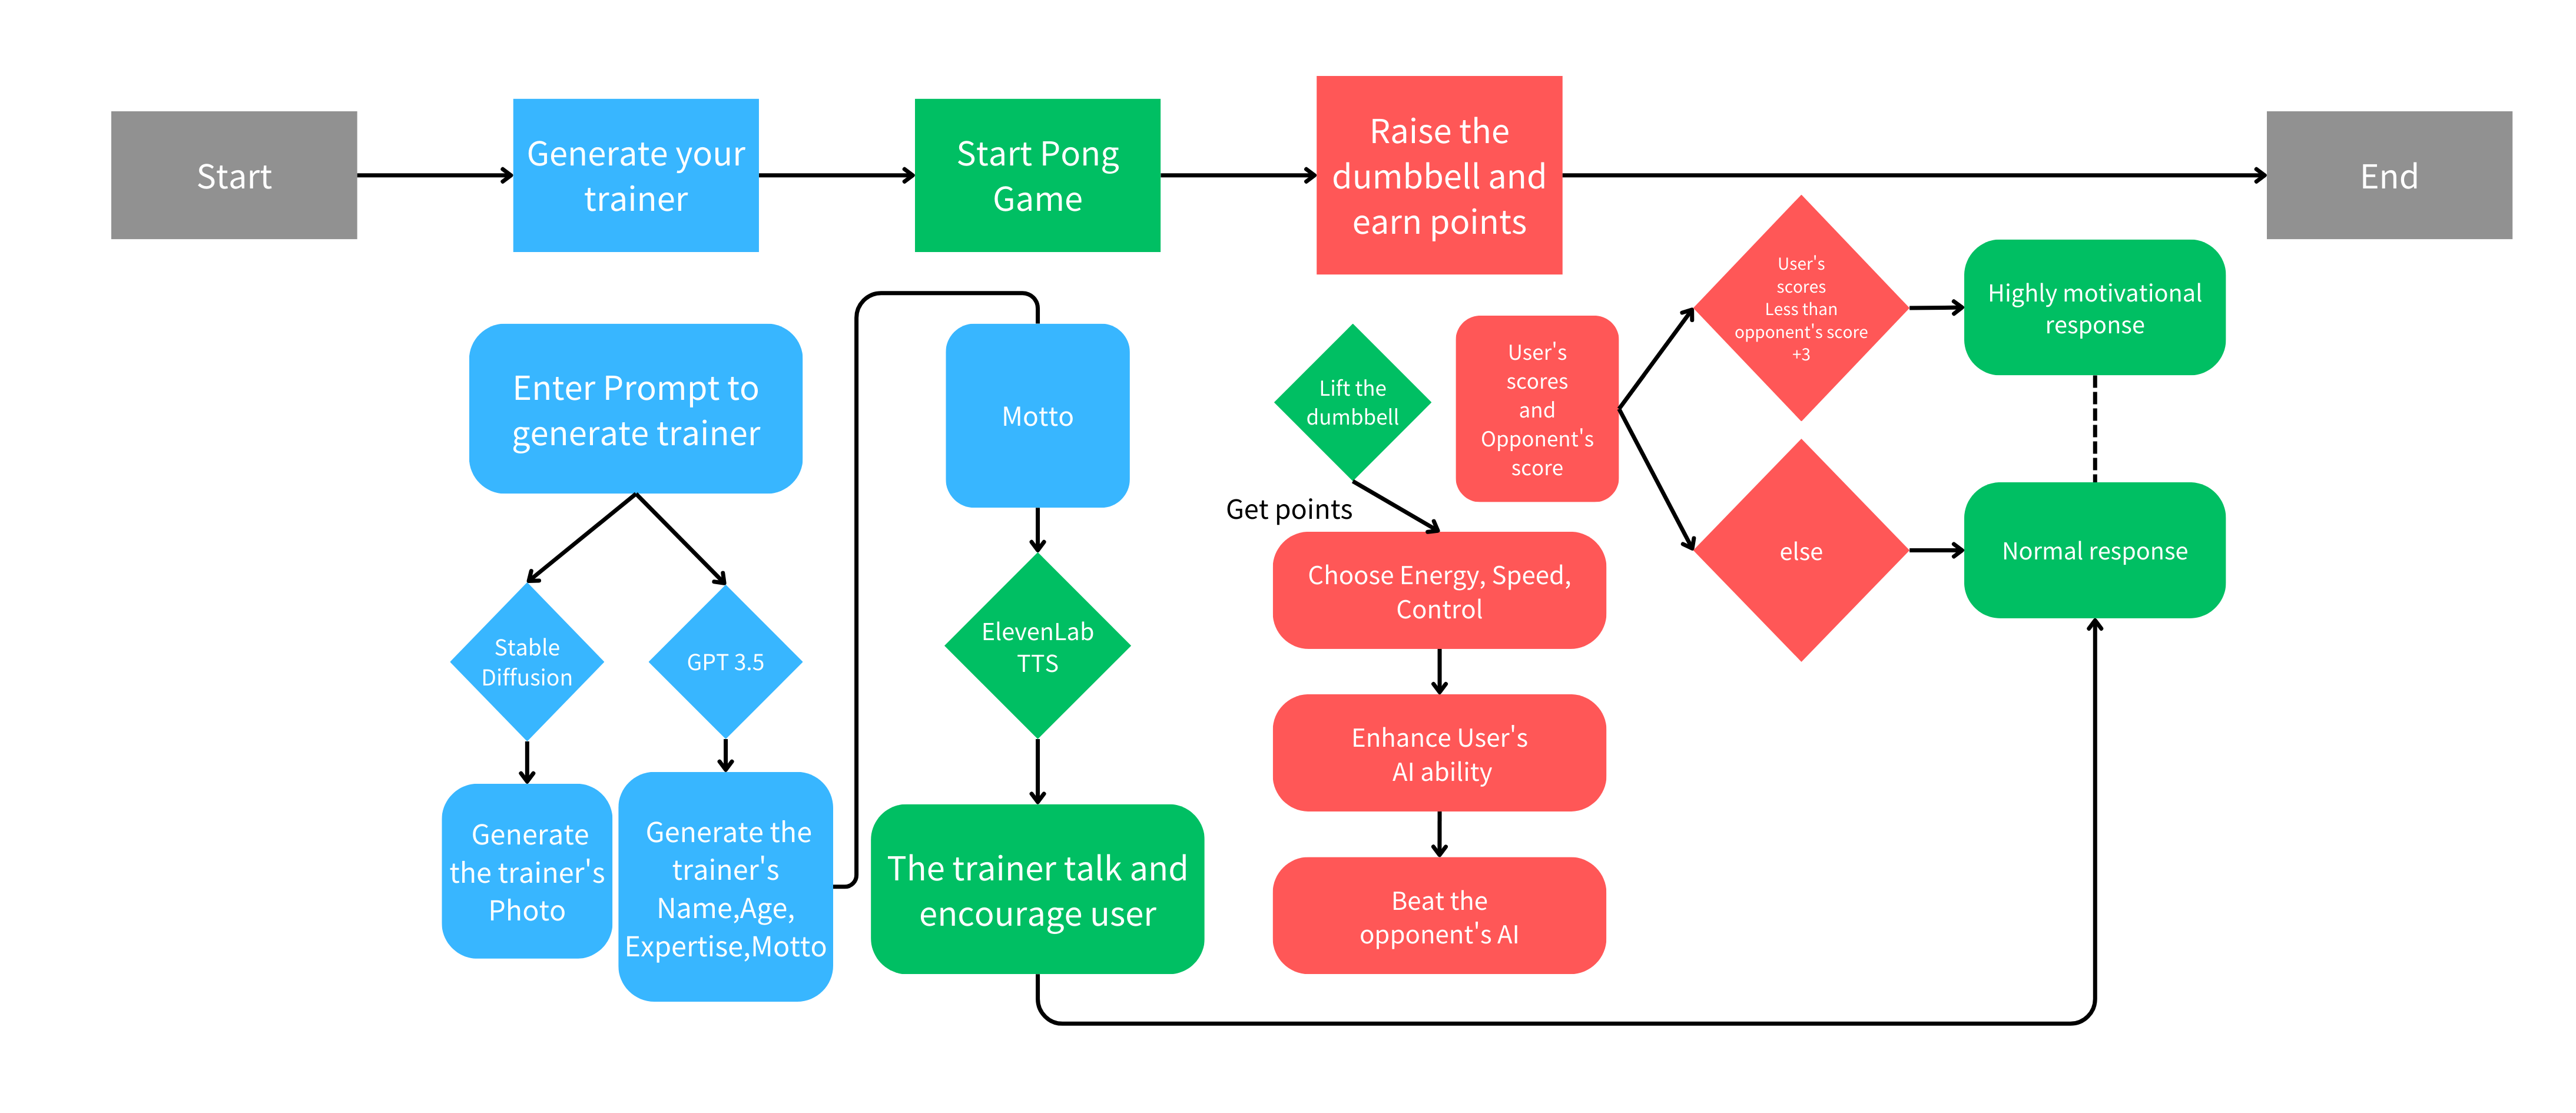 Start
Generate your
trainer
Start Pong
Game
Raise the
dumbbell and
earn points
End
Enter Prompt to
generate trainer
Stable
Diffusion
GPT 3.5
Generate
the trainer's
Photo
Generate the
trainer's
Name,Age,
Expertise,Motto
Motto
ElevenLab
TTS
The trainer talk and
encourage user
Lift the
dumbbell
Get points
Choose Energy, Speed,
Control
Enhance User's
AI ability
Beat the
opponent's AI
User's
scores
and
Opponent's
score
User's
scores
Less than
opponent's score
+3
else
Highly motivational
response
Normal response